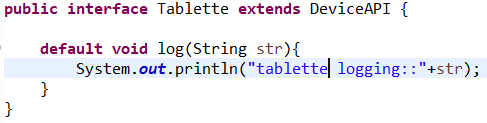 public interface Tablette extends DeviceAPI {
default void log(String str){
System.out.println("tablette logging::"+str);
}
}